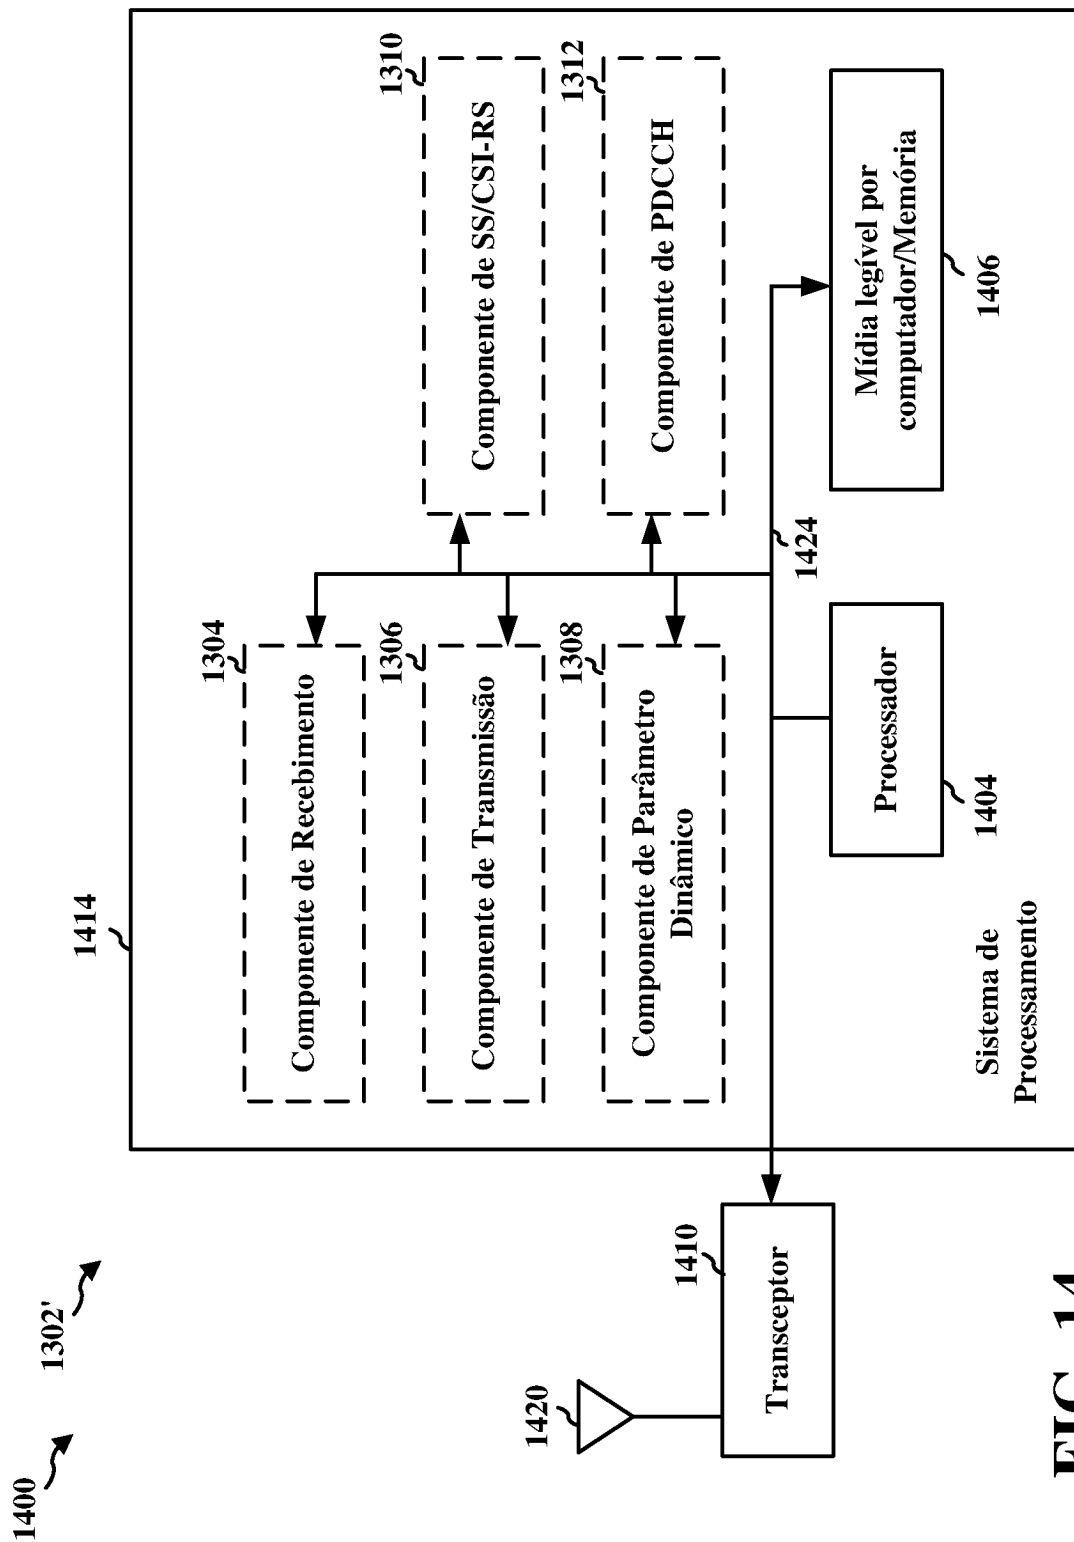 1400
1302'
1414
1304
Componente de Recebimento
1306
Componente de Transmissão
1308
Componente de Parâmetro
Dinâmico
1310
Componente de SS/CSI-RS
1312
Componente de PDCCH
1424
1420
1410
Transceptor
Processador
1404
Mídia legível por
computador/Memória
1406
Sistema de
Processamento
FIG. 14